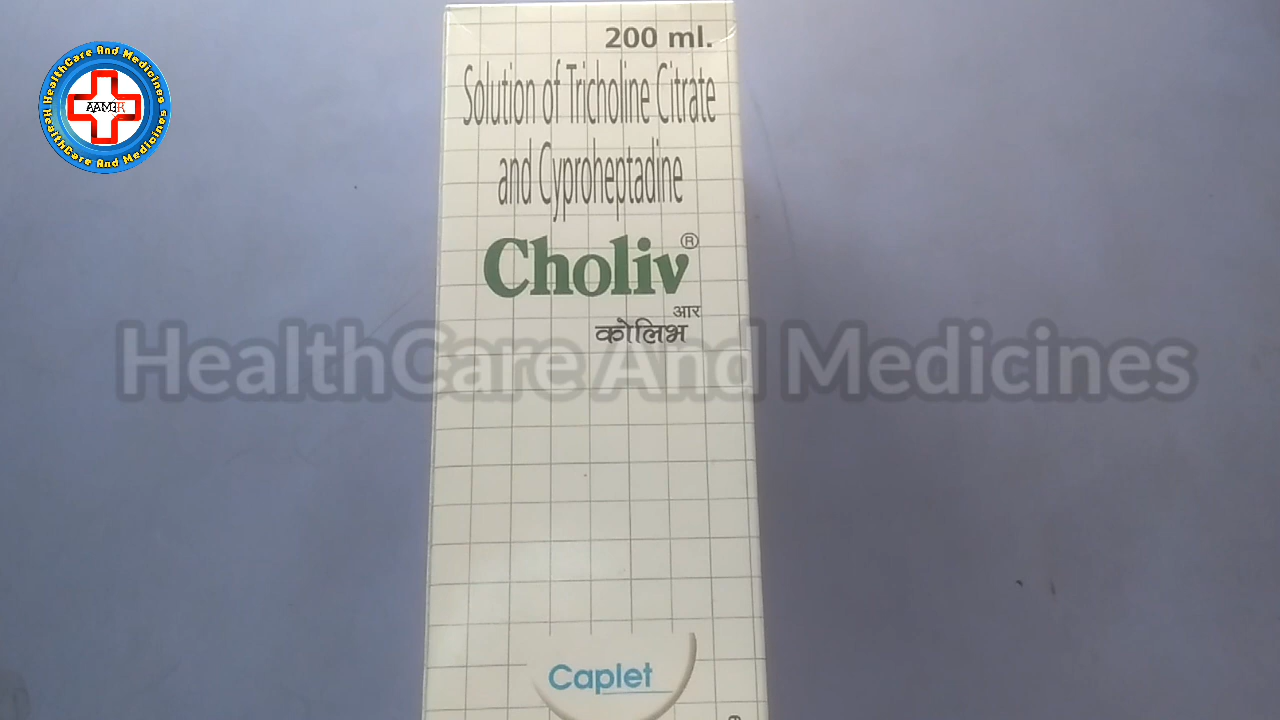 HealthCare And Medicines
AAMIR
HealthCare And Medicines
200 ml.
Solution of Tricholine Citrate
and Cyproheptadine
Choliv®
आर
कोलिभ
HealthCare And Medicines
Caplet